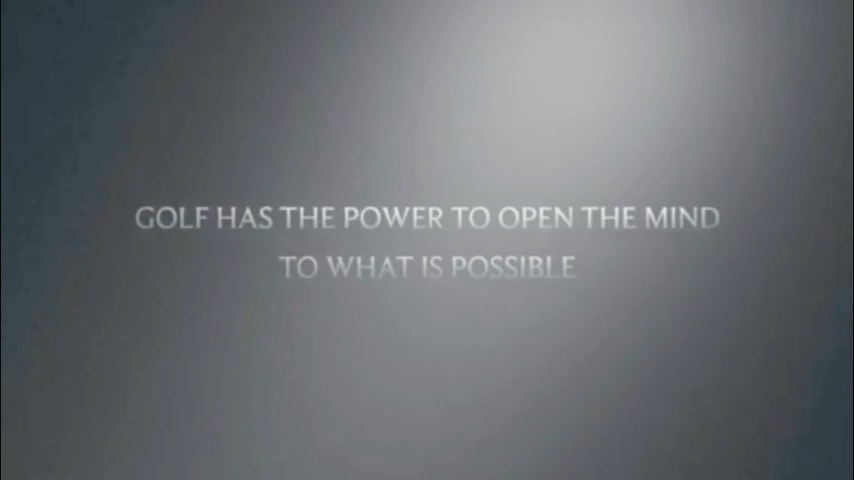 GOLF HAS THE POWER TO OPEN THE MIND
TO WHAT IS POSSIBLE